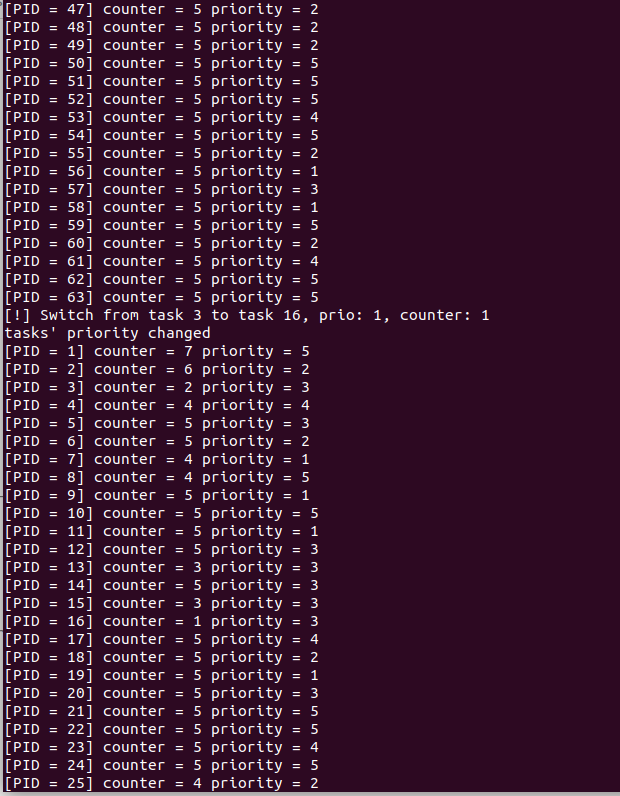 [PID = 47] counter = 5 priority = 2
[PID = 48] counter = 5 priority = 2
[PID = 49] counter = 5 priority = 2
[PID = 50] counter = 5 priority = 5
[PID = 51] counter = 5 priority = 5
[PID = 52] counter = 5 priority = 5
[PID = 53] counter = 5 priority = 4
[PID = 54] counter = 5 priority = 5
[PID = 55] counter = 5 priority = 2
[PID = 56] counter = 5 priority = 1
[PID = 57] counter = 5 priority = 3
[PID = 58] counter = 5 priority = 1
[PID = 59] counter = 5 priority = 5
[PID = 60] counter = 5 priority = 2
[PID = 61] counter = 5 priority = 4
[PID = 62] counter = 5 priority = 5
[PID = 63] counter = 5 priority = 5
[!] Switch from task 3 to task 16, prio: 1, counter: 1
tasks' priority changed
[PID = 1] counter = 7 priority = 5
[PID = 2] counter = 6 priority = 2
[PID = 3] counter = 2 priority = 3
[PID = 4] counter = 4 priority = 4
[PID = 5] counter = 5 priority = 3
[PID = 6] counter = 5 priority = 2
[PID = 7] counter = 4 priority = 1
[PID = 8] counter = 4 priority = 5
[PID = 9] counter = 5 priority = 1
[PID = 10] counter = 5 priority = 5
[PID = 11] counter = 5 priority = 1
[PID = 12] counter = 5 priority = 3
[PID = 13] counter = 3 priority = 3
[PID = 14] counter = 5 priority = 3
[PID = 15] counter = 3 priority = 3
[PID = 16] counter = 1 priority = 3
[PID = 17] counter = 5 priority = 4
[PID = 18] counter = 5 priority = 2
[PID = 19] counter = 5 priority = 1
[PID = 20] counter = 5 priority = 3
[PID = 21] counter = 5 priority = 5
[PID = 22] counter = 5 priority = 5
[PID = 23] counter = 5 priority = 4
[PID = 24] counter = 5 priority = 5
[PID = 25] counter = 4 priority = 2